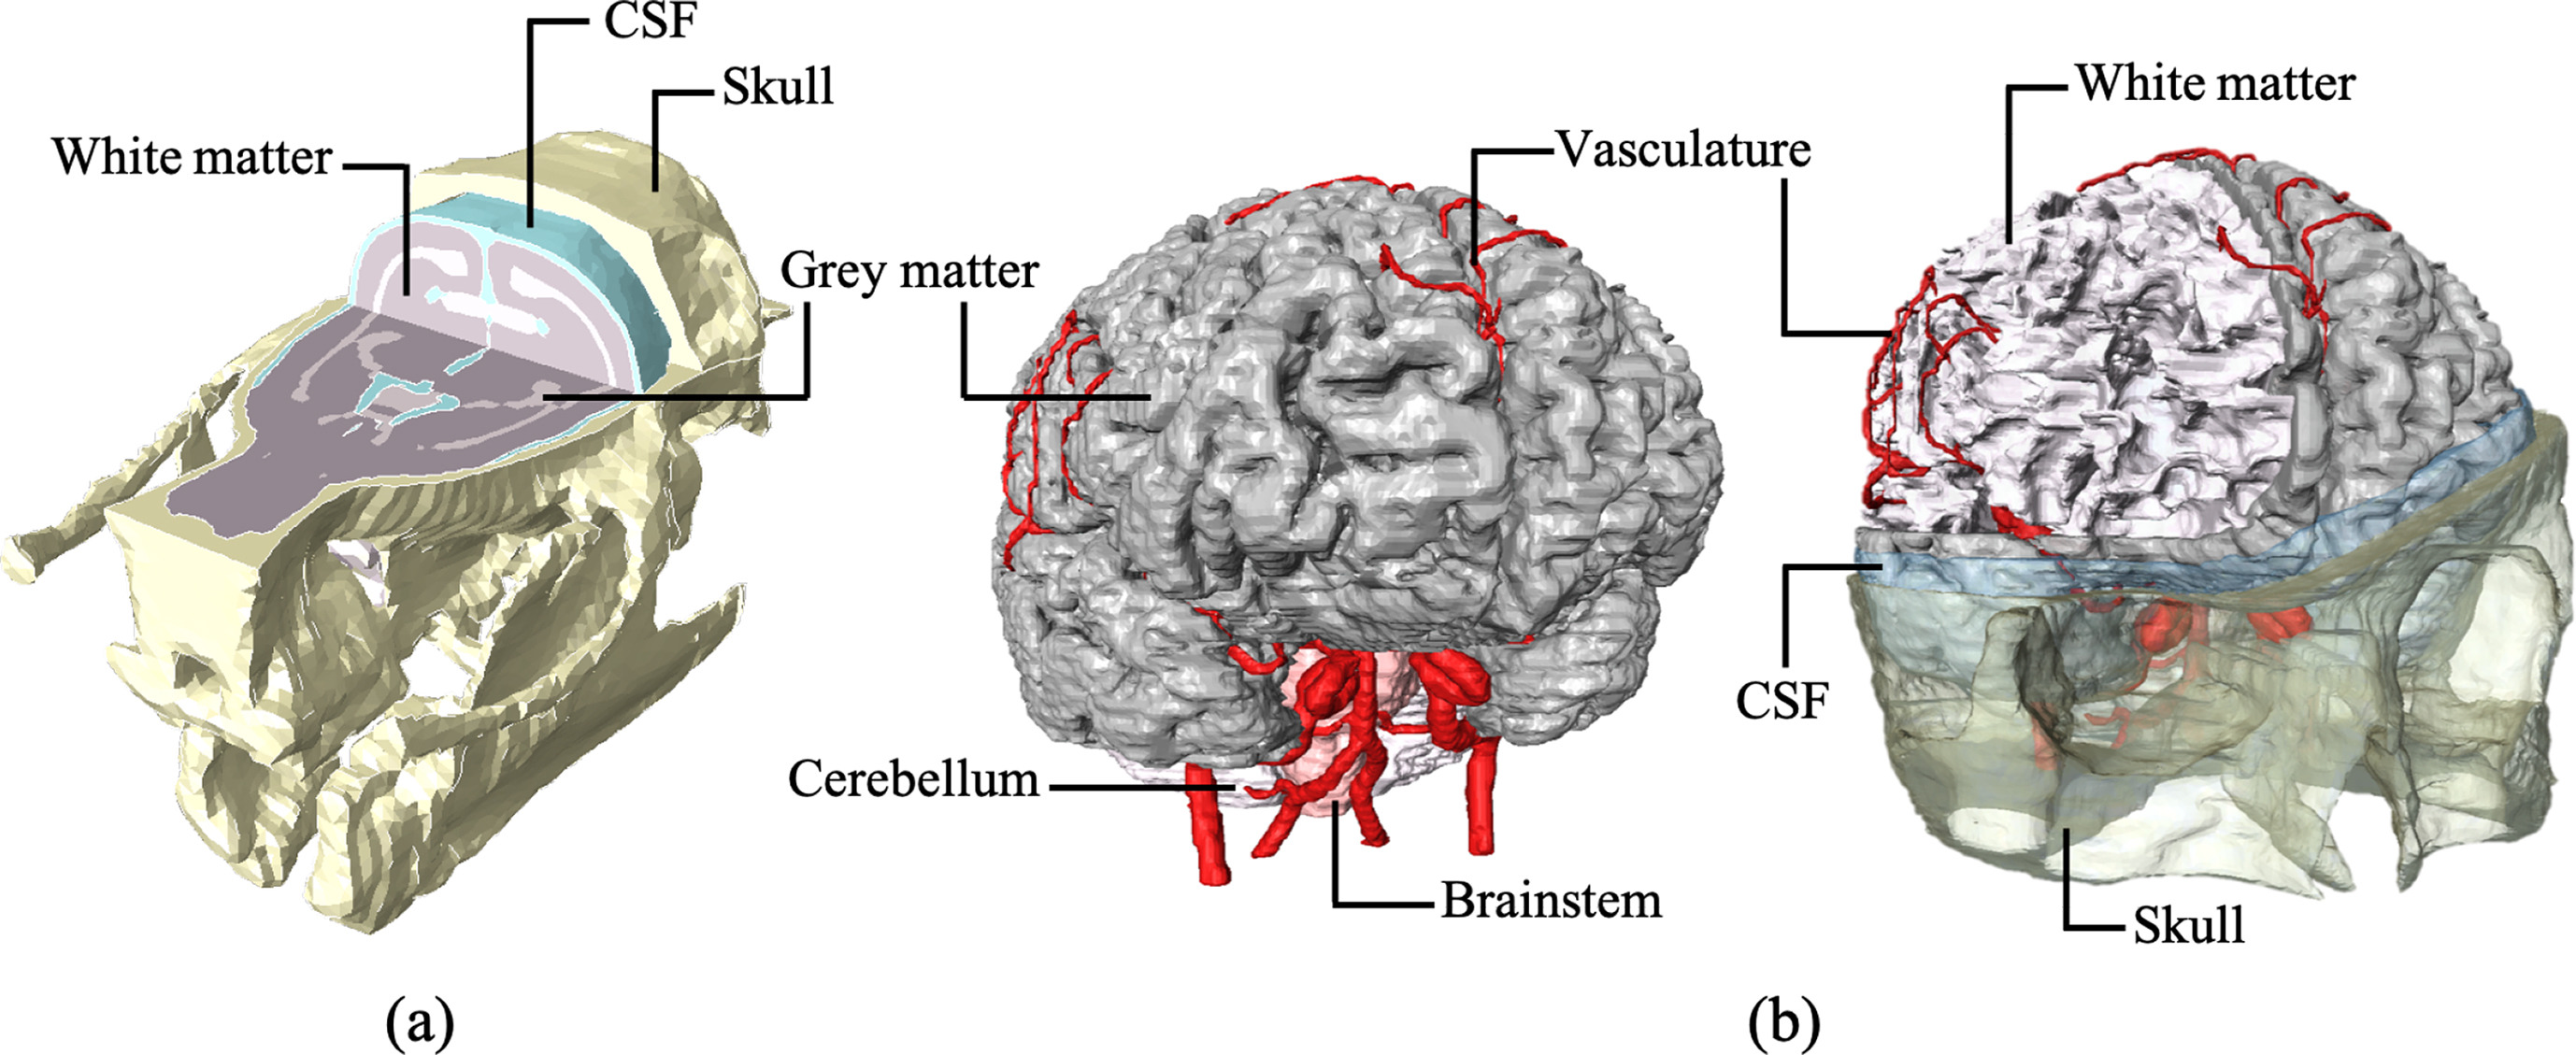 CSF
Skull
White matter
Grey matter
Vasculature
White matter
Cerebellum
Brainstem
CSF
Skull
(a)
(b)